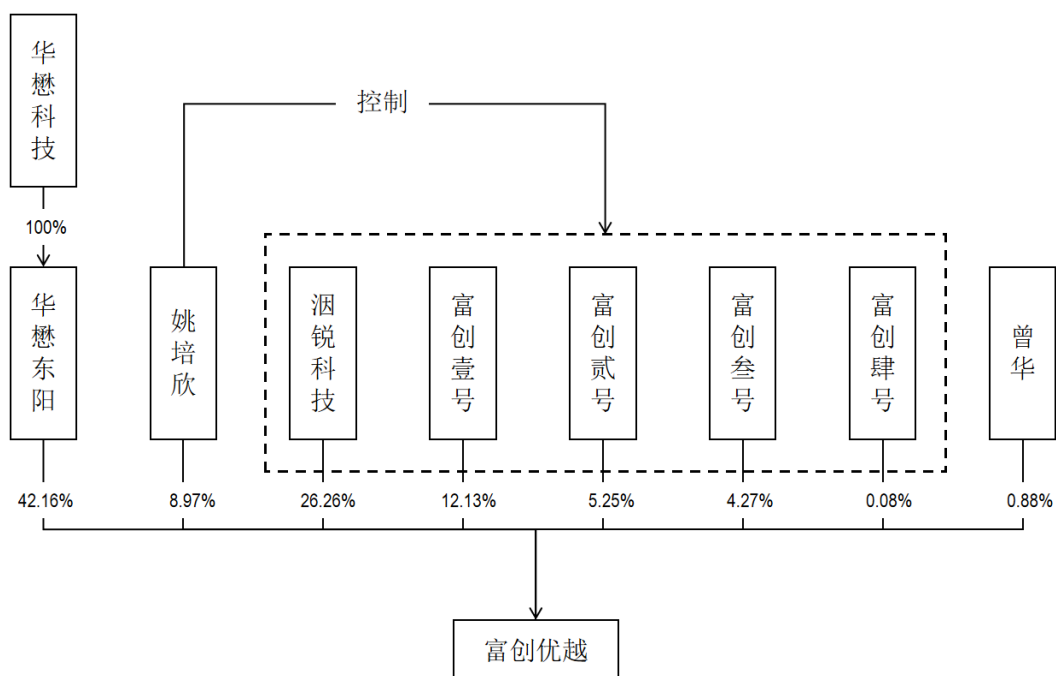 华懋科技
控制
100%
华懋东阳
姚培欣
洇锐科技
富创壹号
富创贰号
富创叁号
富创肆号
曾华
42.16%
8.97%
26.26%
12.13%
5.25%
4.27%
0.08%
0.88%
富创优越